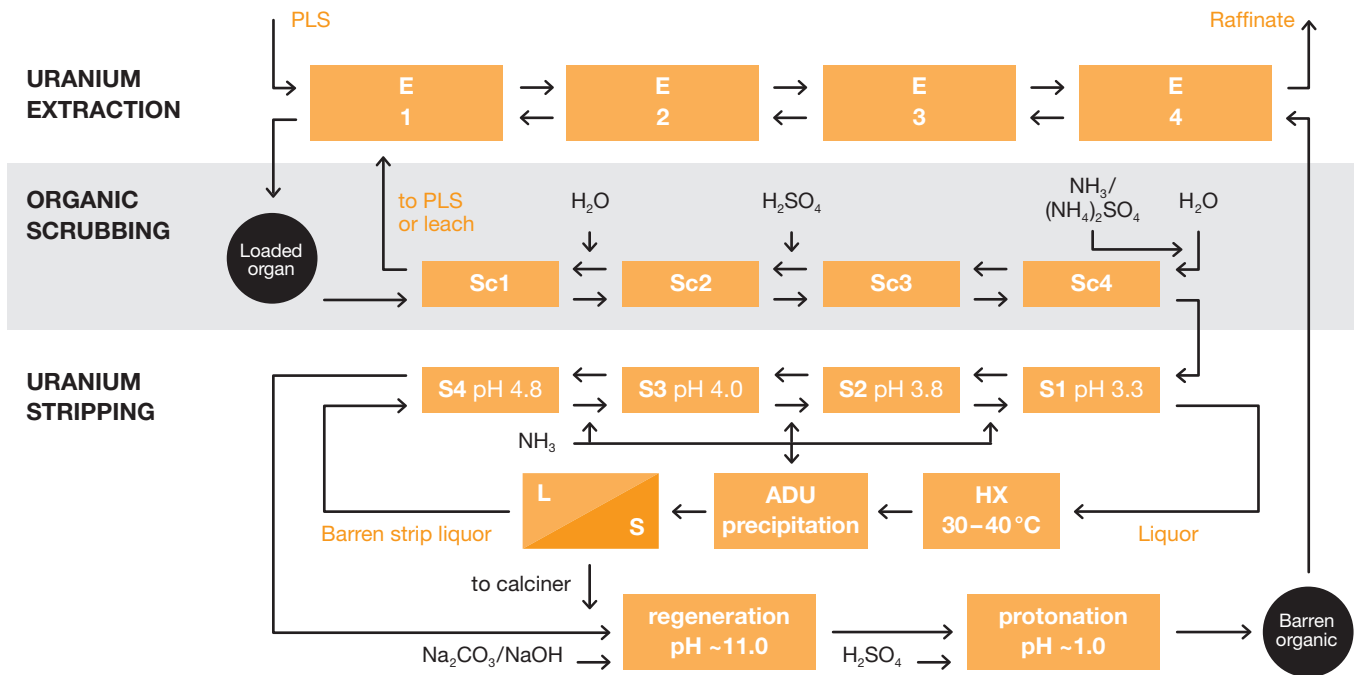 PLS
Raffinate
URANIUM
EXTRACTION
E
1
E
2
E
3
E
4
ORGANIC
SCRUBBING
to PLS
or leach
H₂O
H₂SO₄
NH₃/
(NH₄)₂SO₄
H₂O
Loaded
organ
Sc1
Sc2
Sc3
Sc4
URANIUM
STRIPPING
S4 pH 4.8
S3 pH 4.0
S2 pH 3.8
S1 pH 3.3
NH₃
L
S
ADU
precipitation
HX
30–40 °C
Barren strip liquor
Liquor
to calciner
regeneration
pH ~11.0
protonation
pH ~1.0
Barren
organic
Na₂CO₃/NaOH
H₂SO₄